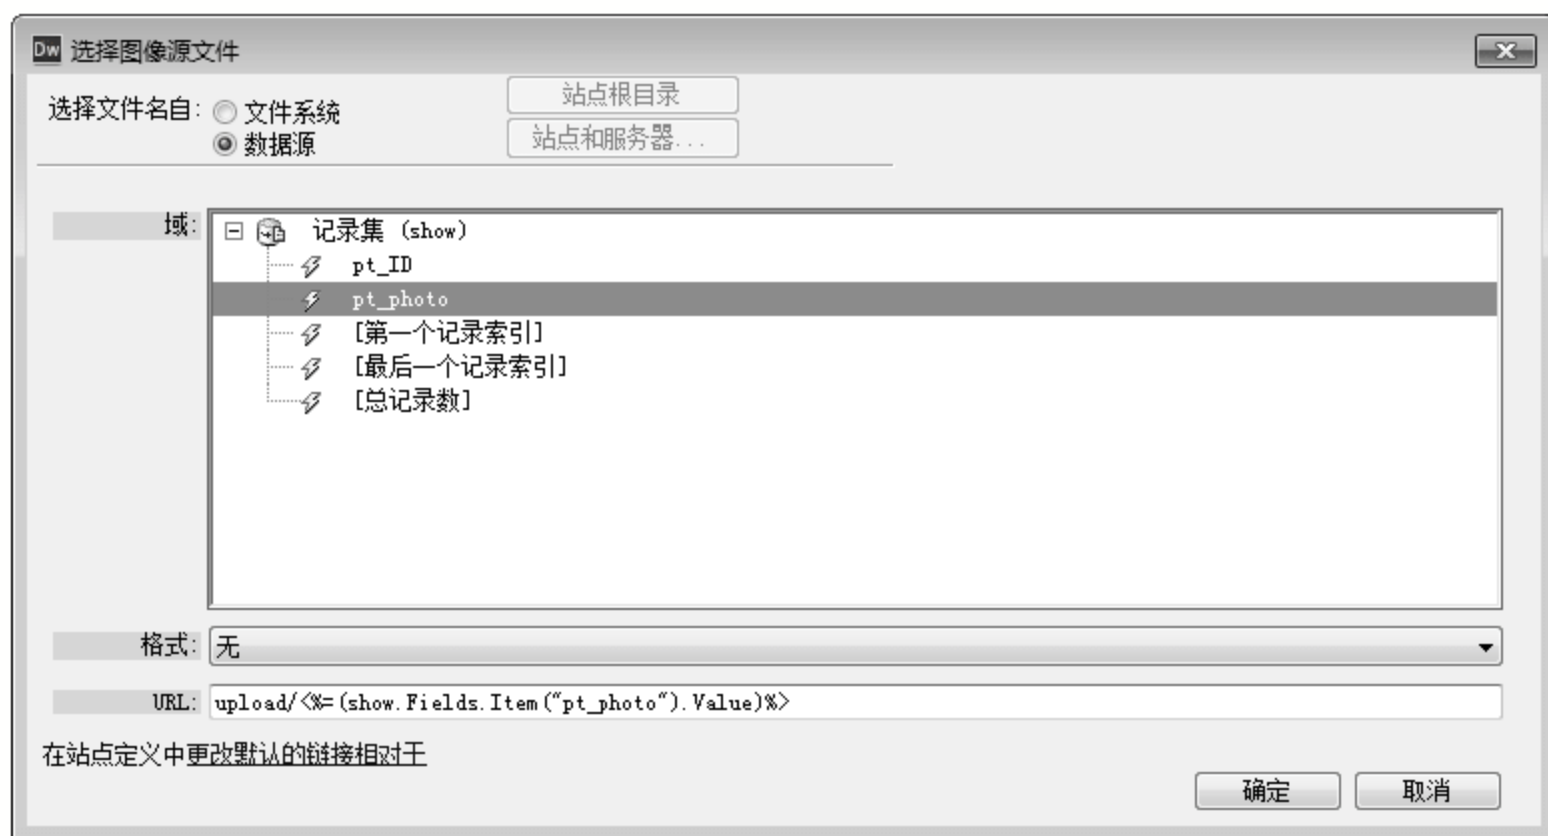 Dw 选择图像源文件
选择文件名自: 文件系统 站点根目录
数据源 站点和服务器...
域: 记录集 (show)
pt_ID
pt_photo
[第一个记录索引]
[最后一个记录索引]
[总记录数]
格式: 无
URL: upload/<%=(show.Fields.Item("pt_photo").Value)%>
在站点定义中更改默认的链接相对于
确定 取消